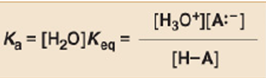 Kₐ = [H₂O]Kₑq = [H₃O⁺][A:⁻] / [H–A]